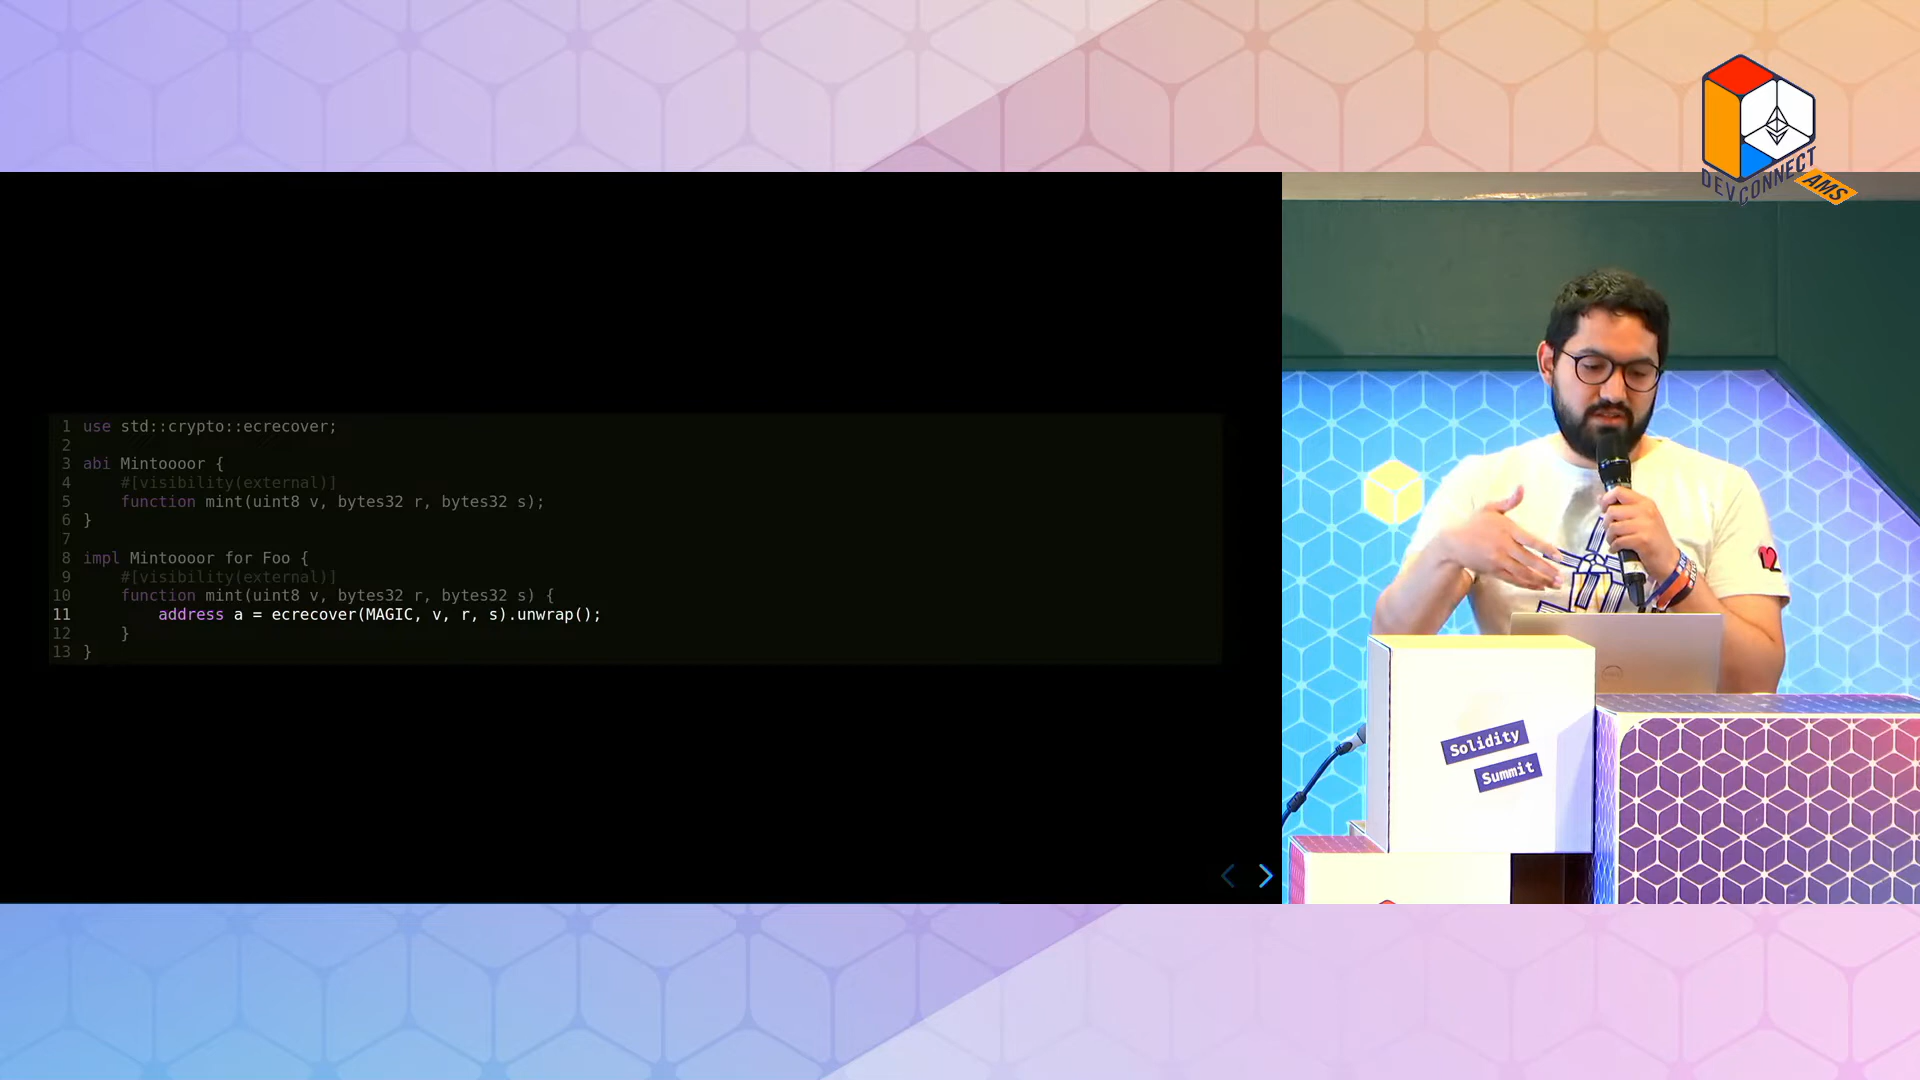 DEVCONNECT
AMS
1 use std::crypto::ecrecover;
2
3 abi Mintoooor {
4     #[visibility(external)]
5     function mint(uint8 v, bytes32 r, bytes32 s);
6 }
7
8 impl Mintoooor for Foo {
9     #[visibility(external)]
10     function mint(uint8 v, bytes32 r, bytes32 s) {
11         address a = ecrecover(MAGIC, v, r, s).unwrap();
12     }
13 }
Solidity
Summit